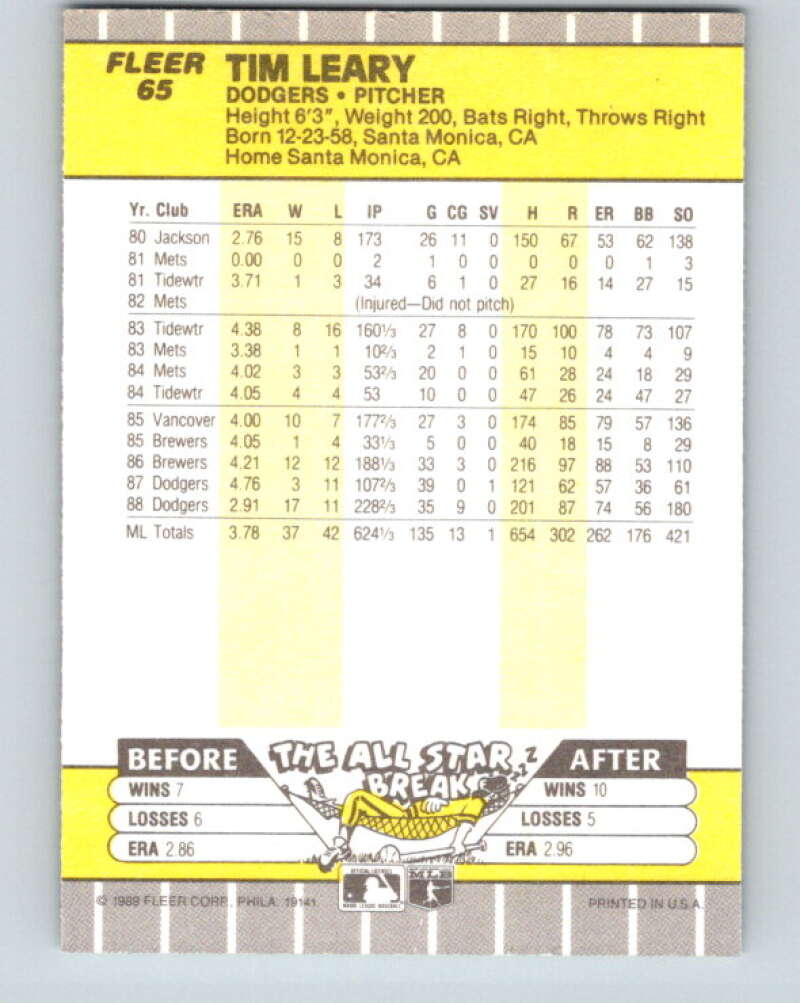 FLEER TIM LEARY
65 DODGERS • PITCHER
Height 6'3", Weight 200, Bats Right, Throws Right
Born 12-23-58, Santa Monica, CA
Home Santa Monica, CA
Yr. Club ERA W L IP G CG SV H R ER BB SO
80 Jackson 2.76 15 8 173 26 11 0 150 67 53 62 138
81 Mets 0.00 0 0 2 1 0 0 0 0 0 1 3
81 Tidewtr 3.71 1 3 34 6 1 0 27 16 14 27 15
82 Mets (Injured—Did not pitch)
83 Tidewtr 4.38 8 16 160⅓ 27 8 0 170 100 78 73 107
83 Mets 3.38 1 1 10⅔ 2 1 0 15 10 4 4 9
84 Mets 4.02 3 3 53⅔ 20 0 0 61 28 24 18 29
84 Tidewtr 4.05 4 4 53 10 0 0 47 26 24 47 27
85 Vancover 4.00 10 7 177⅔ 27 3 0 174 85 79 57 136
85 Brewers 4.05 1 4 33⅓ 5 0 0 40 18 15 8 29
86 Brewers 4.21 12 12 188⅓ 33 3 0 216 97 88 53 110
87 Dodgers 4.76 3 11 107⅔ 39 0 1 121 62 57 36 61
88 Dodgers 2.91 17 11 228⅔ 35 9 0 201 87 74 56 180
ML Totals 3.78 37 42 624⅓ 135 13 1 654 302 262 176 421
BEFORE THE ALL STAR BREAK ZZZZ AFTER
WINS 7 WINS 10
LOSSES 6 LOSSES 5
ERA 2.86 ERA 2.96
OFFICIAL LICENSEE MLB
MAJOR LEAGUE BASEBALL
© 1989 FLEER CORP. PHILA. 19141 PRINTED IN U.S.A.